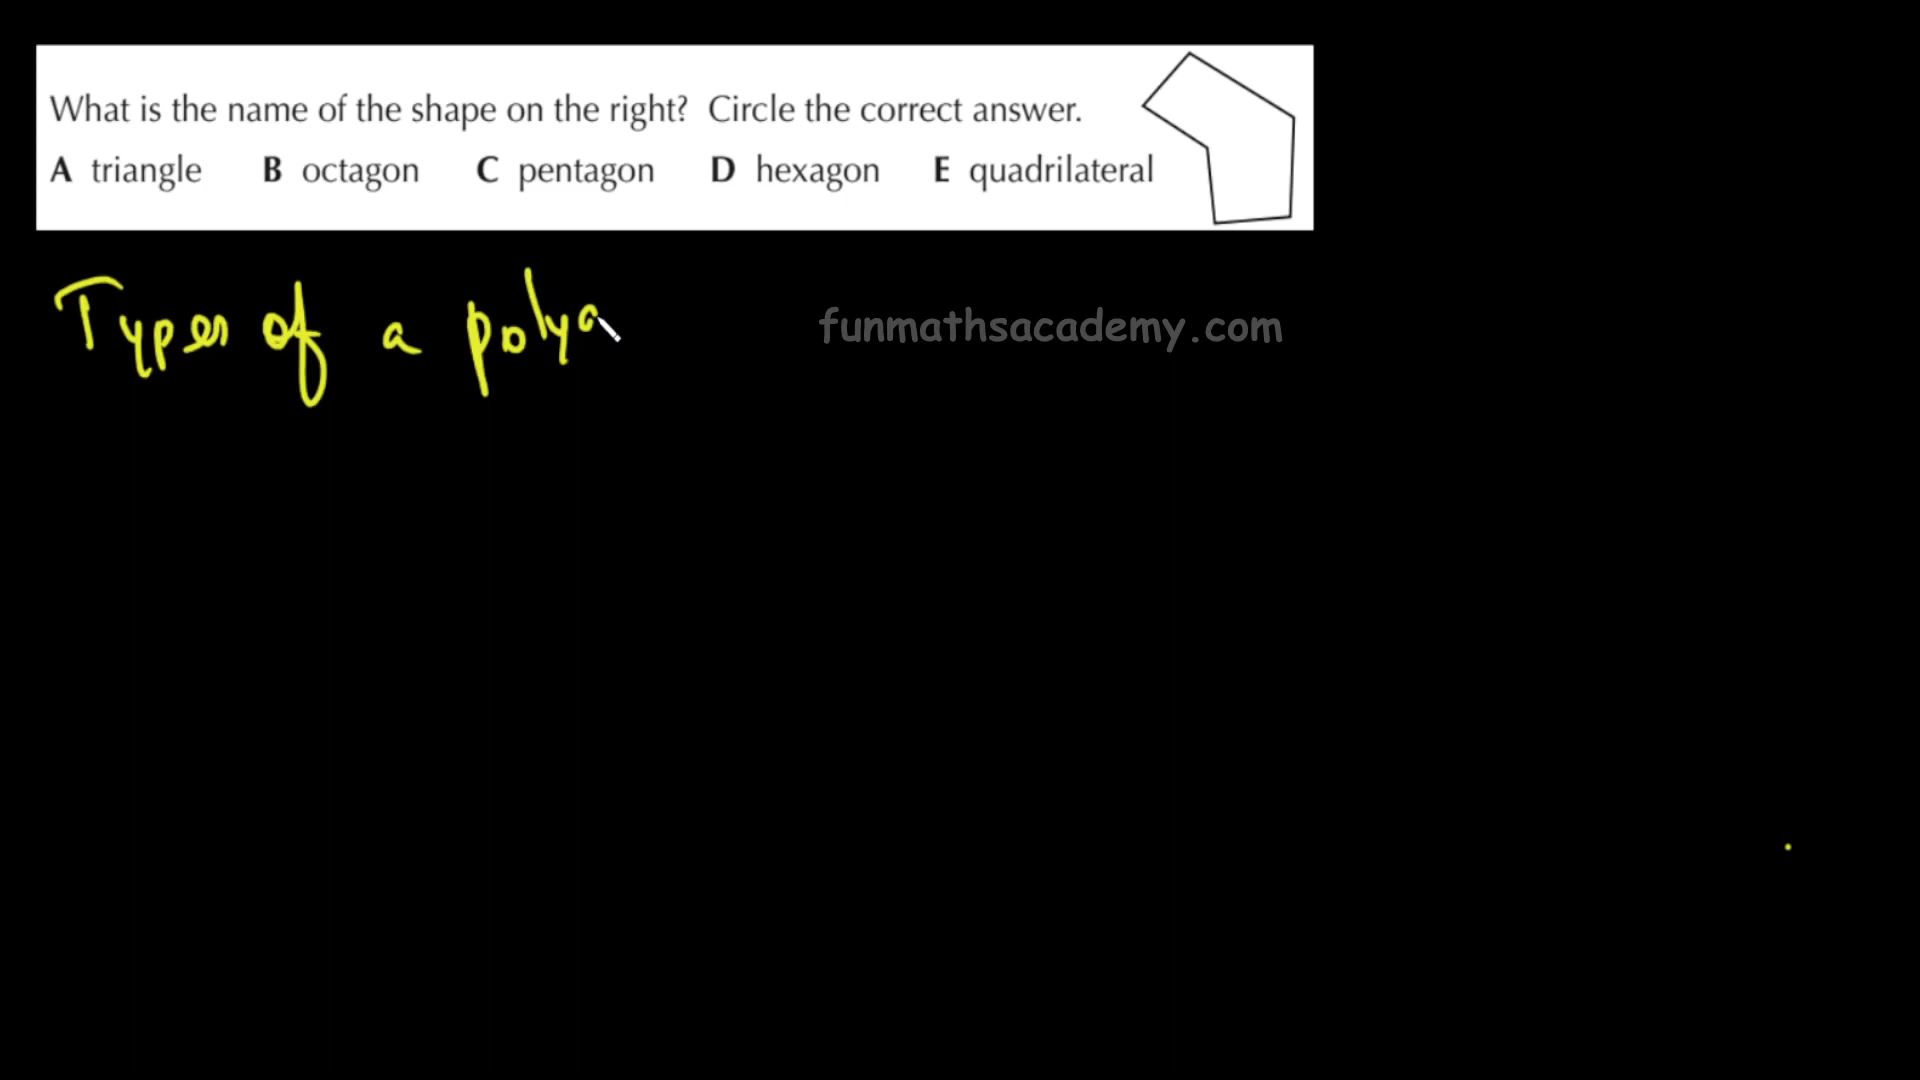 What is the name of the shape on the right? Circle the correct answer.
A triangle B octagon C pentagon D hexagon E quadrilateral
Types of a
funmathsacademy.com